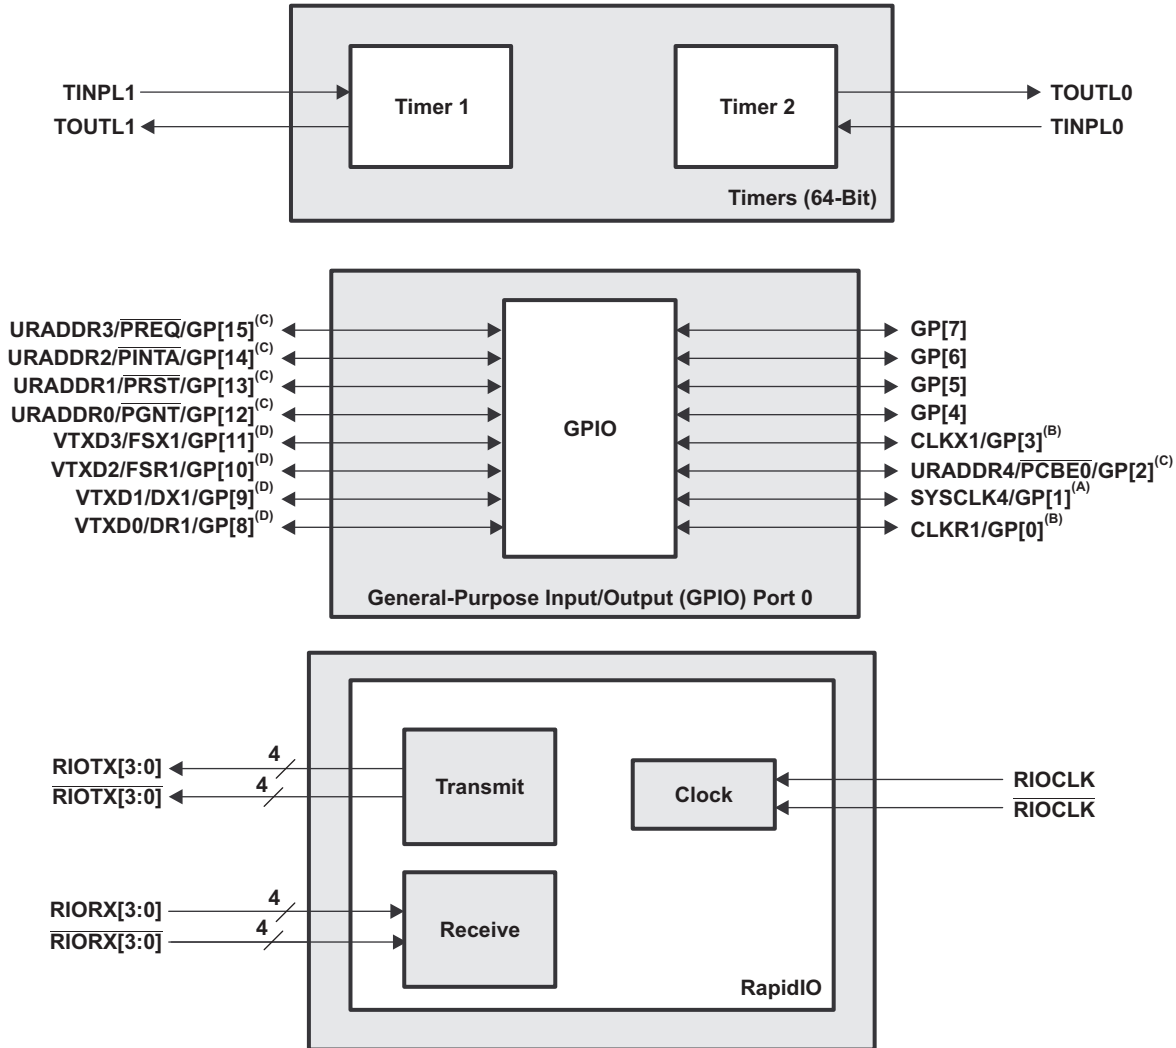 TINPL1
TOUTL1
Timer 1
Timer 2
TOUTL0
TINPL0
Timers (64-Bit)
URADDR3/PREQ/GP[15](C)
URADDR2/PINTA/GP[14](C)
URADDR1/PRST/GP[13](C)
URADDR0/PGNT/GP[12](C)
VTXD3/FSX1/GP[11](D)
VTXD2/FSR1/GP[10](D)
VTXD1/DX1/GP[9](D)
VTXD0/DR1/GP[8](D)
GPIO
GP[7]
GP[6]
GP[5]
GP[4]
CLKX1/GP[3](B)
URADDR4/PCBE0/GP[2](C)
SYSCLK4/GP[1](A)
CLKR1/GP[0](B)
General-Purpose Input/Output (GPIO) Port 0
RIOTX[3:0]
4
RIOTX[3:0]
4
Transmit
Clock
RIOCLK
RIOCLK
RIORX[3:0]
4
RIORX[3:0]
4
Receive
RapidIO